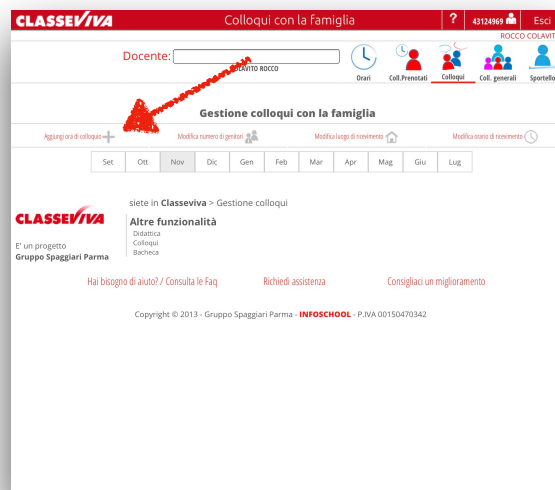 CLASSEVIVA
Colloqui con la famiglia
?
43124969
Esci
ROCCO COLAVIT
Docente:
COLAVITO ROCCO
Orari
Coll.Prenotati
Colloqui
Coll. generali
Sportello
Gestione colloqui con la famiglia
Aggiungi ora di colloquio
Modifica numero di genitori
Modifica luogo di ricevimento
Modifica orario di ricevimento
Set Ott Nov Dic Gen Feb Mar Apr Mag Giu Lug
siete in Classeviva > Gestione colloqui
CLASSEVIVA
Altre funzionalità
Didattica
Colloqui
Bacheca
E' un progetto
Gruppo Spaggiari Parma
Hai bisogno di aiuto? / Consulta le Faq
Richiedi assistenza
Consigliaci un miglioramento
Copyright © 2013 - Gruppo Spaggiari Parma - INFOSCHOOL - P.IVA 00150470342